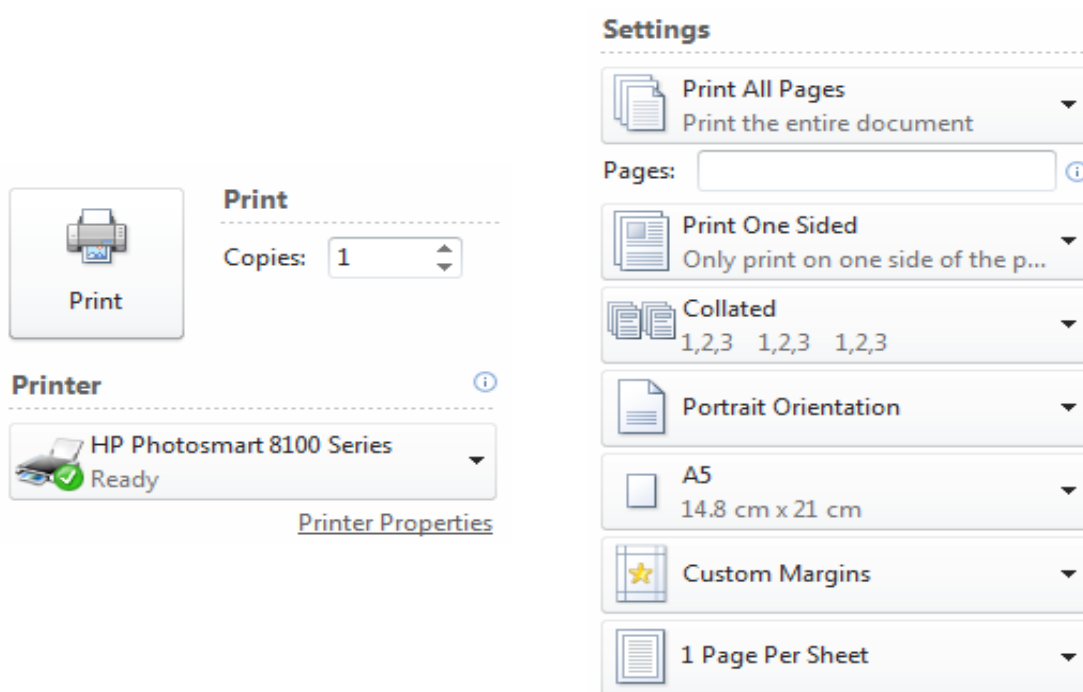 Print
Print
Copies: 1
Printer
HP Photosmart 8100 Series
Ready
Printer Properties
Settings
Print All Pages
Print the entire document
Pages:
Print One Sided
Only print on one side of the p...
Collated
1,2,3 1,2,3 1,2,3
Portrait Orientation
A5
14.8 cm x 21 cm
Custom Margins
1 Page Per Sheet